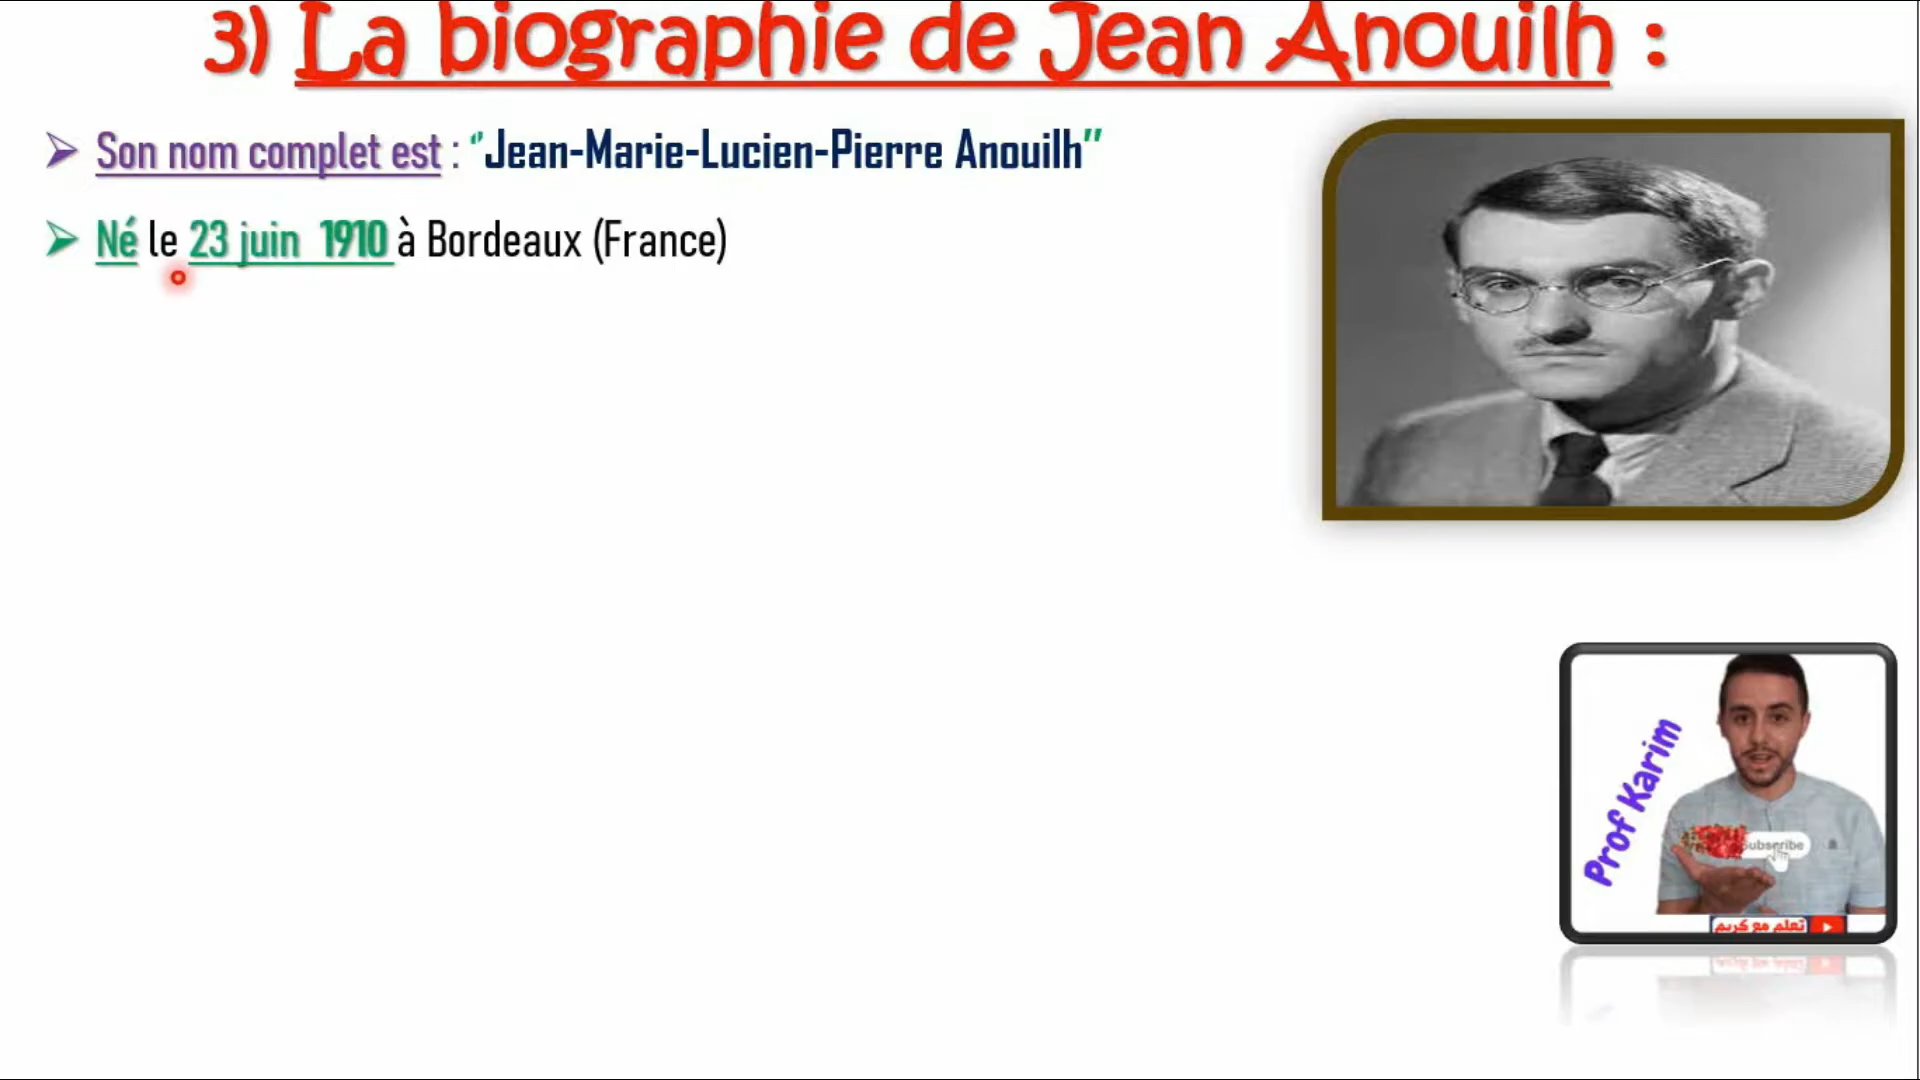 3) La biographie de Jean Anouilh :
➢ Son nom complet est : “Jean-Marie-Lucien-Pierre Anouilh”
➢ Né le 23 juin 1910 à Bordeaux (France)
Prof Karim
Subscribe
تعلم مع كريم